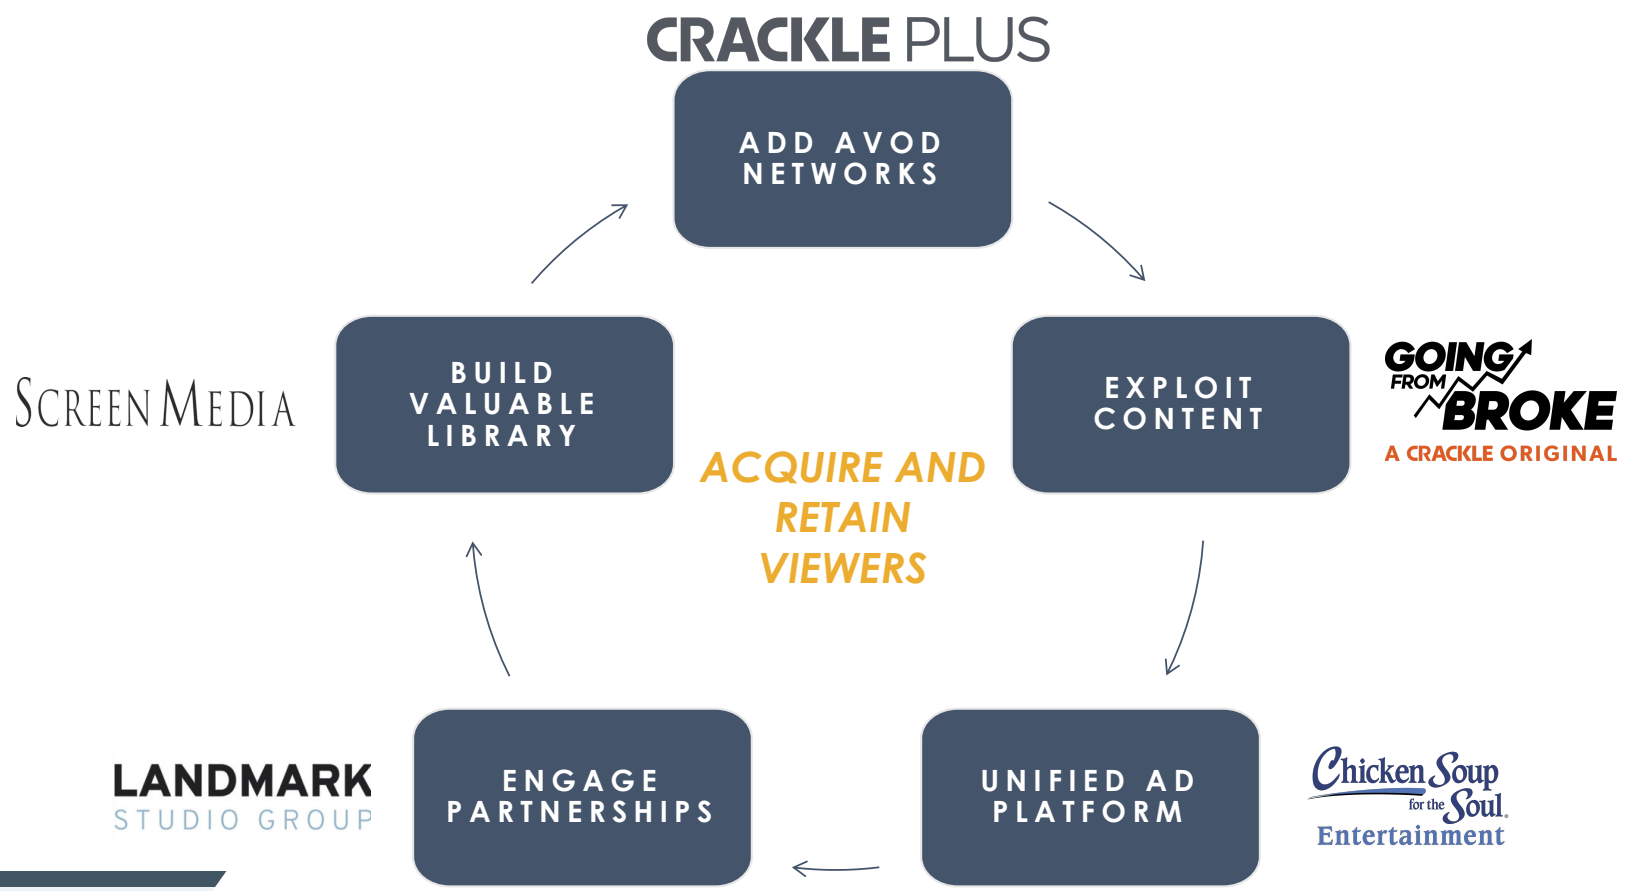 CRACKLE PLUS
ADD AVOD
NETWORKS
BUILD
VALUABLE
LIBRARY
SCREEN MEDIA
EXPLOIT
CONTENT
GOING
FROM
BROKE
A CRACKLE ORIGINAL
ACQUIRE AND
RETAIN
VIEWERS
LANDMARK
STUDIO GROUP
ENGAGE
PARTNERSHIPS
UNIFIED AD
PLATFORM
Chicken Soup
for the Soul
Entertainment